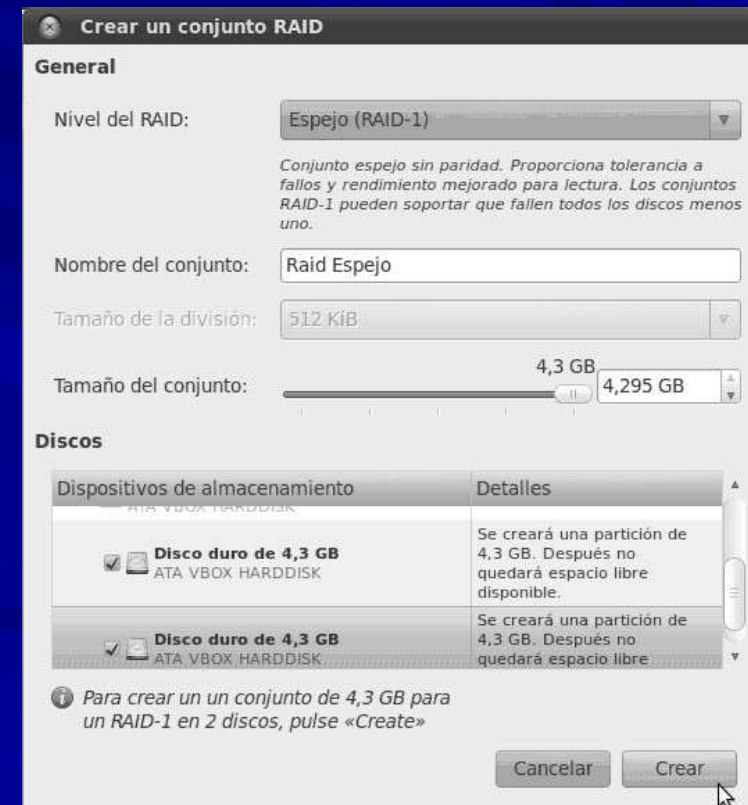 Crear un conjunto RAID
General
Nivel del RAID:
Espejo (RAID-1)
Conjunto espejo sin paridad. Proporciona tolerancia a
fallos y rendimiento mejorado para lectura. Los conjuntos
RAID-1 pueden soportar que fallen todos los discos menos
uno.
Nombre del conjunto:
Raid Espejo
Tamaño de la división:
512 KiB
Tamaño del conjunto:
4,3 GB
4,295 GB
Discos
Dispositivos de almacenamiento
Detalles
ATA VBOX HARDDISK
Disco duro de 4,3 GB
ATA VBOX HARDDISK
Se creará una partición de
4,3 GB. Después no
quedará espacio libre
disponible.
Disco duro de 4,3 GB
ATA VBOX HARDDISK
Se creará una partición de
4,3 GB. Después no
quedará espacio libre
Para crear un un conjunto de 4,3 GB para
un RAID-1 en 2 discos, pulse «Create»
Cancelar
Crear